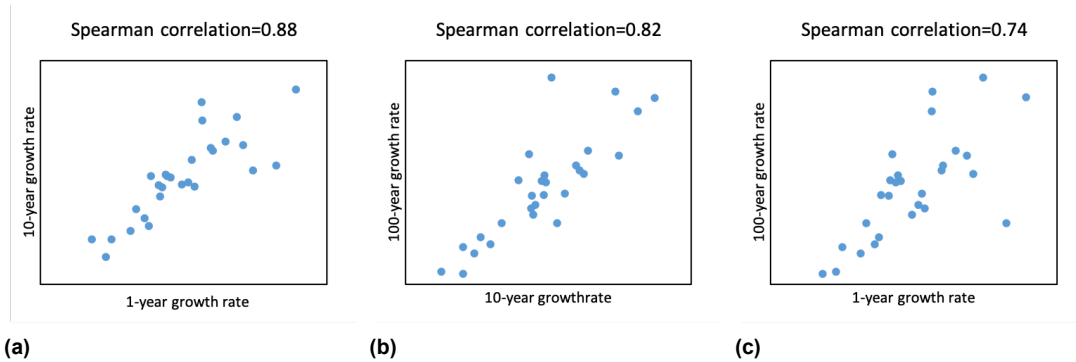 Spearman correlation=0.88
10-year growth rate
1-year growth rate
(a)
Spearman correlation=0.82
100-year growth rate
10-year growthrate
(b)
Spearman correlation=0.74
100-year growth rate
1-year growth rate
(c)